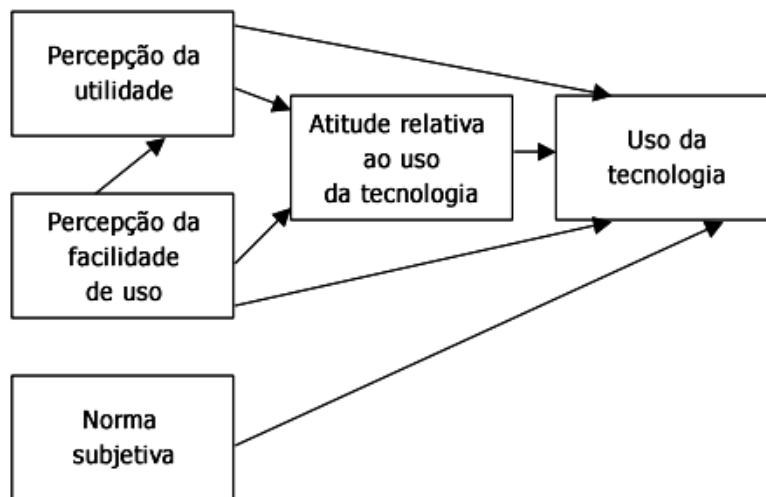 Percepção da
utilidade
Atitude relativa
ao uso
da tecnologia
Uso da
tecnologia
Percepção da
facilidade
de uso
Norma
subjetiva